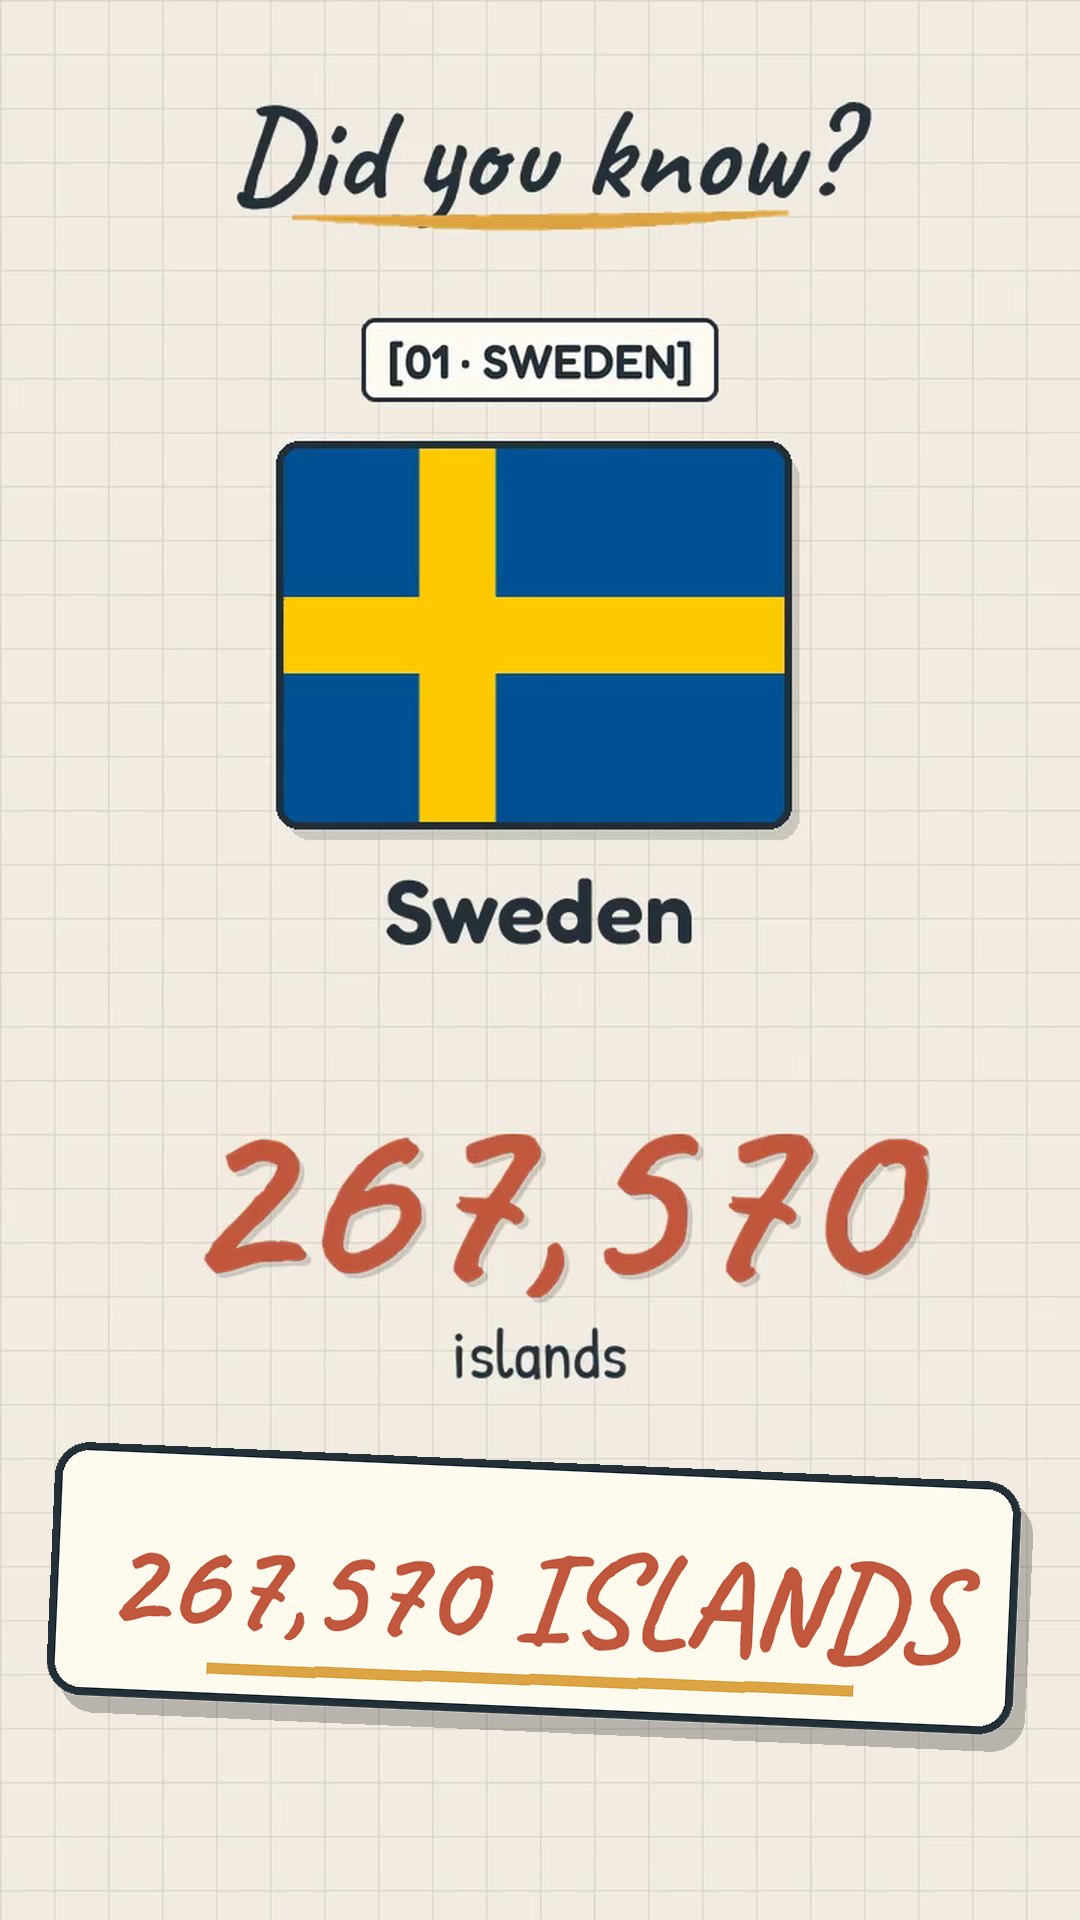 Did you know?
[01 · SWEDEN]
Sweden
267,570
islands
267,570 ISLANDS